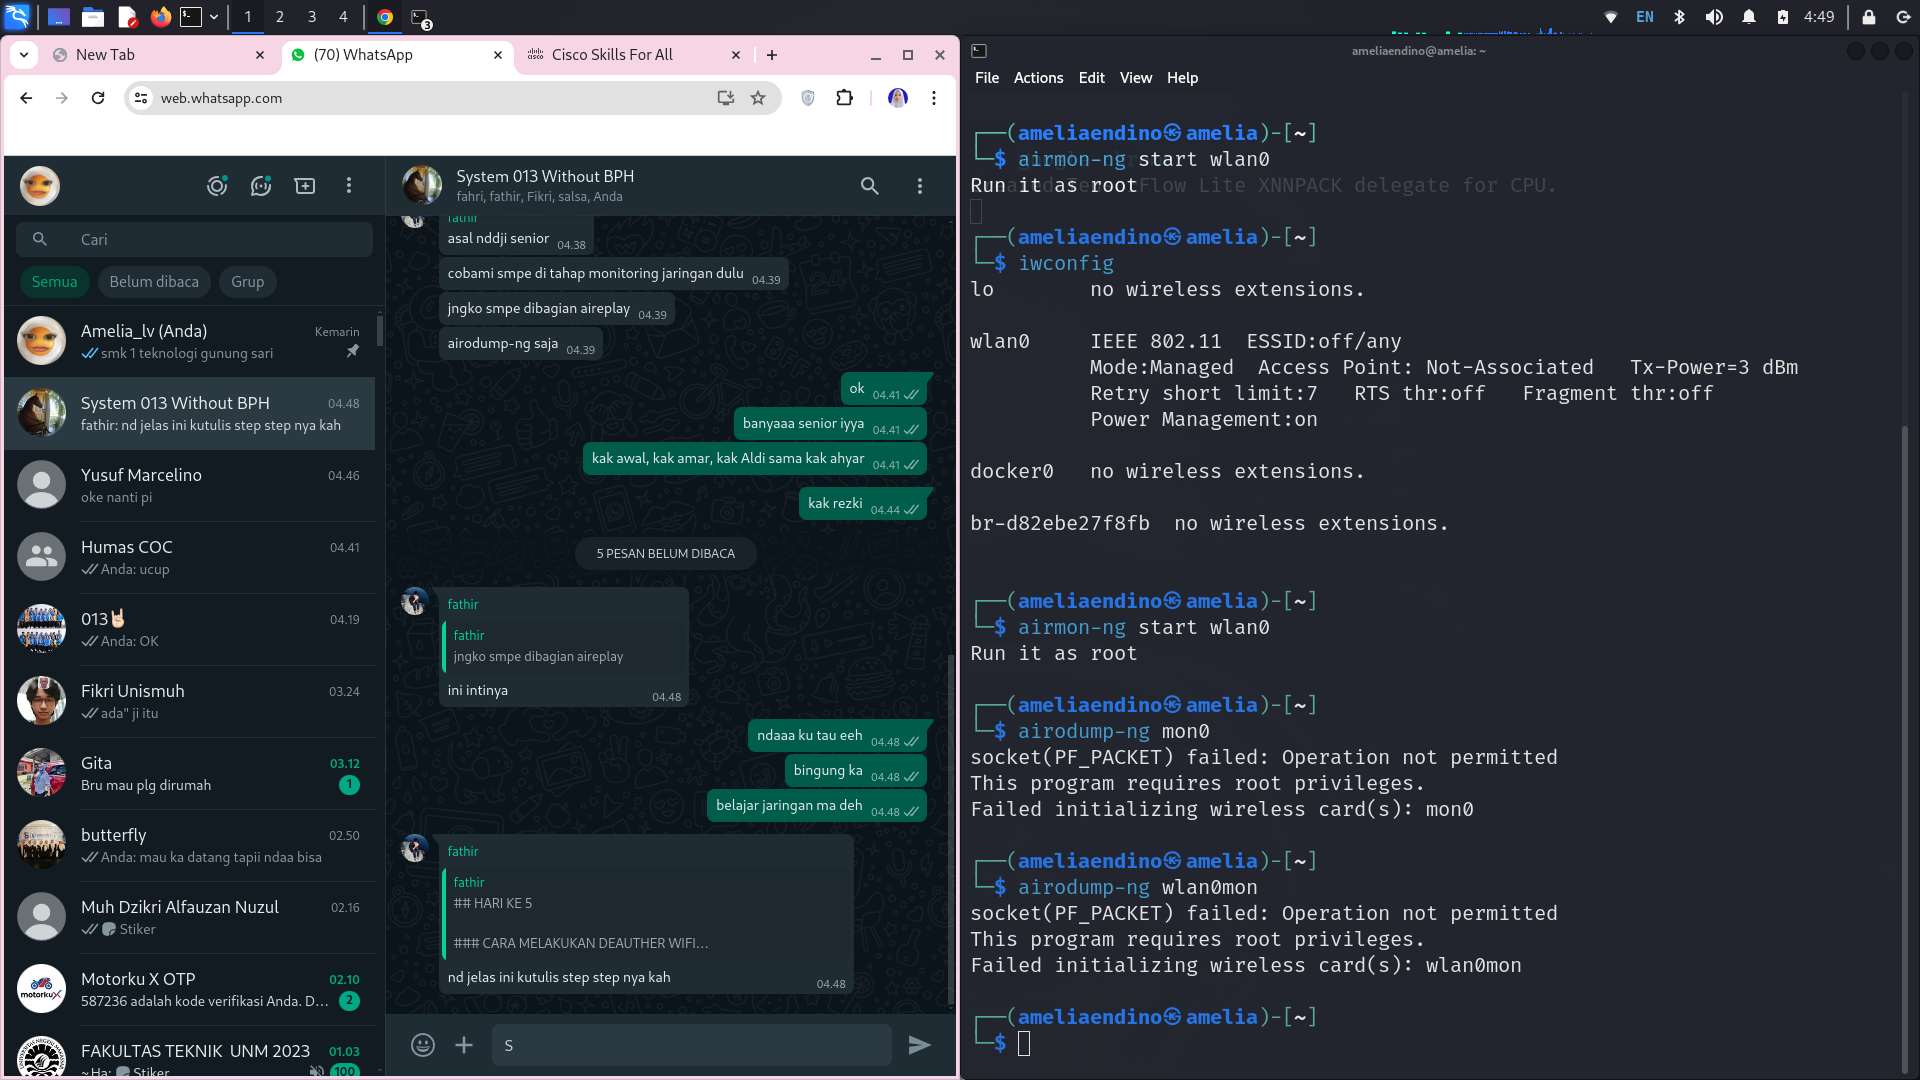 1 2 3 4
3
EN
4:49
New Tab
(70) WhatsApp
Cisco Skills For All
web.whatsapp.com
Cari
Semua
Belum dibaca
Grup
Amelia_lv (Anda)
Kemarin
smk 1 teknologi gunung sari
System 013 Without BPH
04.48
fathir: nd jelas ini kutulis step step nya kah
Yusuf Marcelino
04.46
oke nanti pi
Humas COC
04.41
Anda: ucup
013🤘🏻
04.19
Anda: OK
Fikri Unismuh
03.24
ada" ji itu
Gita
03.12
Bru mau plg dirumah
1
butterfly
02.50
Anda: mau ka datang tapii ndaa bisa
Muh Dzikri Alfauzan Nuzul
02.16
Stiker
Motorku X OTP
02.10
587236 adalah kode verifikasi Anda. D...
2
motorkuX
FAKULTAS TEKNIK UNM 2023
01.03
~Ha: Stiker
100
System 013 Without BPH
fahri, fathir, Fikri, salsa, Anda
fathir
asal nddji senior 04.38
cobami smpe di tahap monitoring jaringan dulu 04.39
jngko smpe dibagian aireplay 04.39
airodump-ng saja 04.39
ok 04.41
banyaaa senior iyya 04.41
kak awal, kak amar, kak Aldi sama kak ahyar 04.41
kak rezki 04.44
5 PESAN BELUM DIBACA
fathir
fathir
jngko smpe dibagian aireplay
ini intinya 04.48
ndaaa ku tau eeh 04.48
bingung ka 04.48
belajar jaringan ma deh 04.48
fathir
fathir
## HARI KE 5
### CARA MELAKUKAN DEAUTHER WIFI...
nd jelas ini kutulis step step nya kah 04.48
S
ameliaendino@amelia: ~
File Actions Edit View Help
┌──(ameliaendino㉿amelia)-[~]
└─$ airmon-ng start wlan0
Run it as root
Flow Lite XNNPACK delegate for CPU.
┌──(ameliaendino㉿amelia)-[~]
└─$ iwconfig
lo        no wireless extensions.
wlan0     IEEE 802.11  ESSID:off/any
Mode:Managed  Access Point: Not-Associated   Tx-Power=3 dBm
Retry short limit:7   RTS thr:off   Fragment thr:off
Power Management:on
docker0   no wireless extensions.
br-d82ebe27f8fb  no wireless extensions.
┌──(ameliaendino㉿amelia)-[~]
└─$ airmon-ng start wlan0
Run it as root
┌──(ameliaendino㉿amelia)-[~]
└─$ airodump-ng mon0
socket(PF_PACKET) failed: Operation not permitted
This program requires root privileges.
Failed initializing wireless card(s): mon0
┌──(ameliaendino㉿amelia)-[~]
└─$ airodump-ng wlan0mon
socket(PF_PACKET) failed: Operation not permitted
This program requires root privileges.
Failed initializing wireless card(s): wlan0mon
┌──(ameliaendino㉿amelia)-[~]
└─$